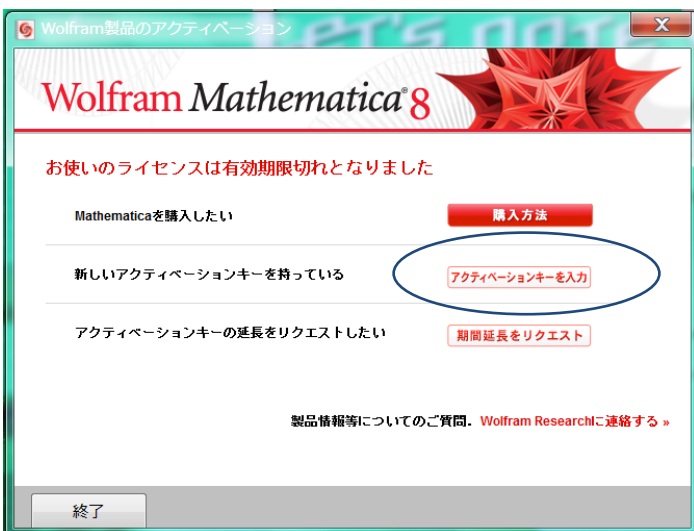 Wolfram製品のアクティベーション
Let's note
Wolfram Mathematica®8
お使いのライセンスは有効期限切れとなりました
Mathematicaを購入したい
購入方法
新しいアクティベーションキーを持っている
アクティベーションキーを入力
アクティベーションキーの延長をリクエストしたい
期間延長をリクエスト
製品情報等についてのご質問. Wolfram Researchに連絡する »
終了